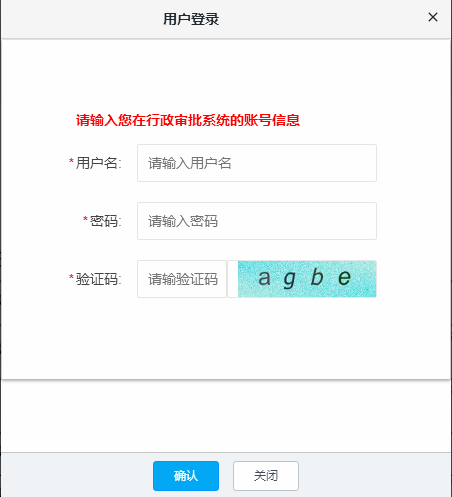 用户登录
请输入您在行政审批系统的账号信息
*用户名: 请输入用户名
*密码: 请输入密码
*验证码: 请输验证码 a g b e
确认 关闭